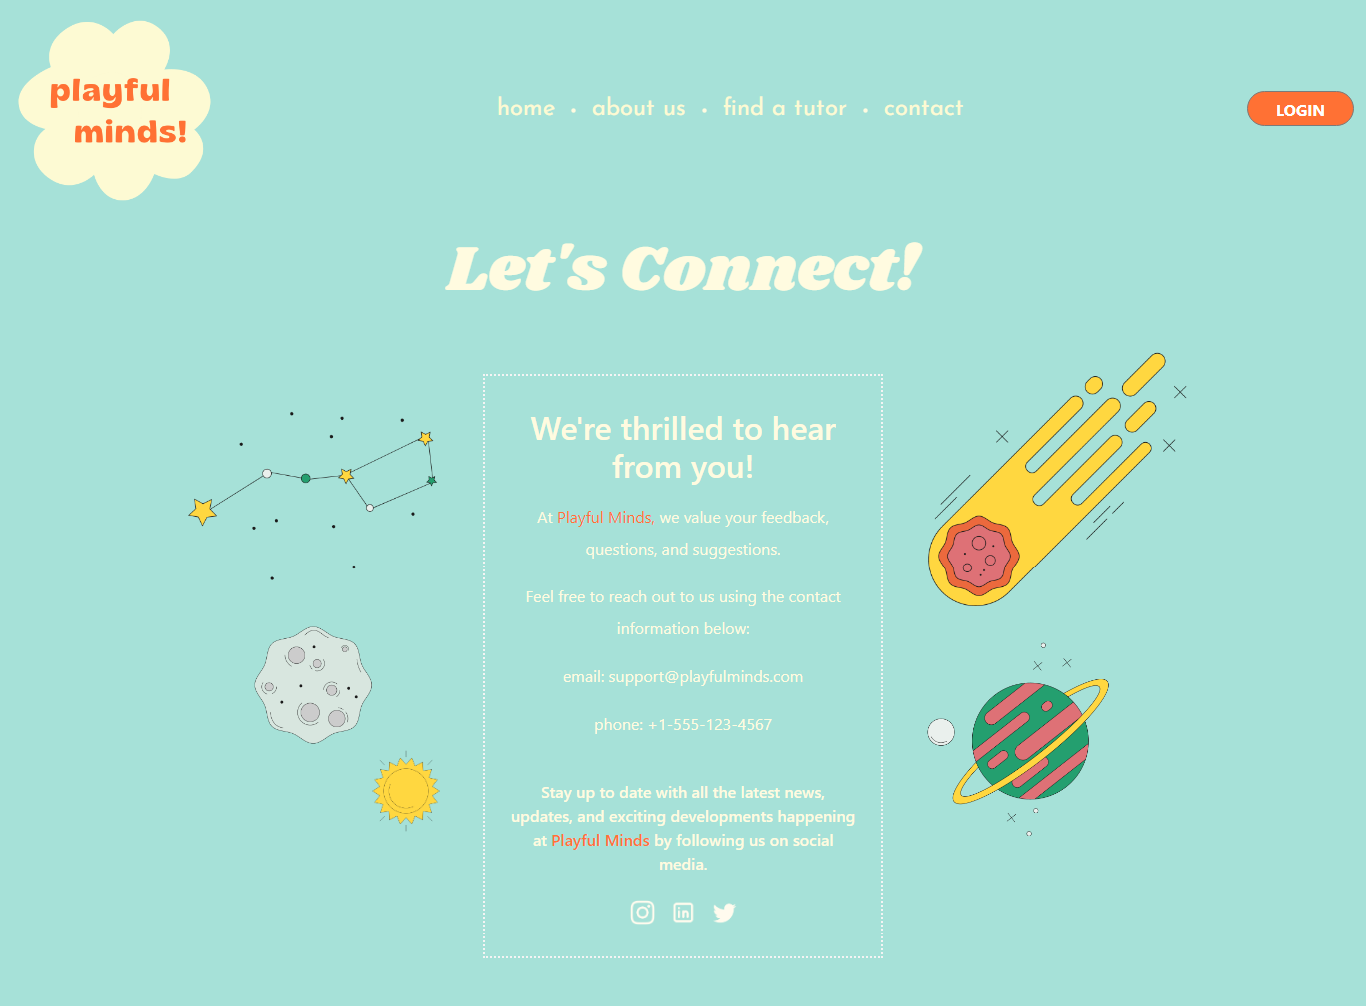 playful
minds!
home • about us • find a tutor • contact
LOGIN
Let's Connect!
We're thrilled to hear
from you!
At Playful Minds, we value your feedback,
questions, and suggestions.
Feel free to reach out to us using the contact
information below:
email: support@playfulminds.com
phone: +1-555-123-4567
Stay up to date with all the latest news,
updates, and exciting developments happening
at Playful Minds by following us on social
media.